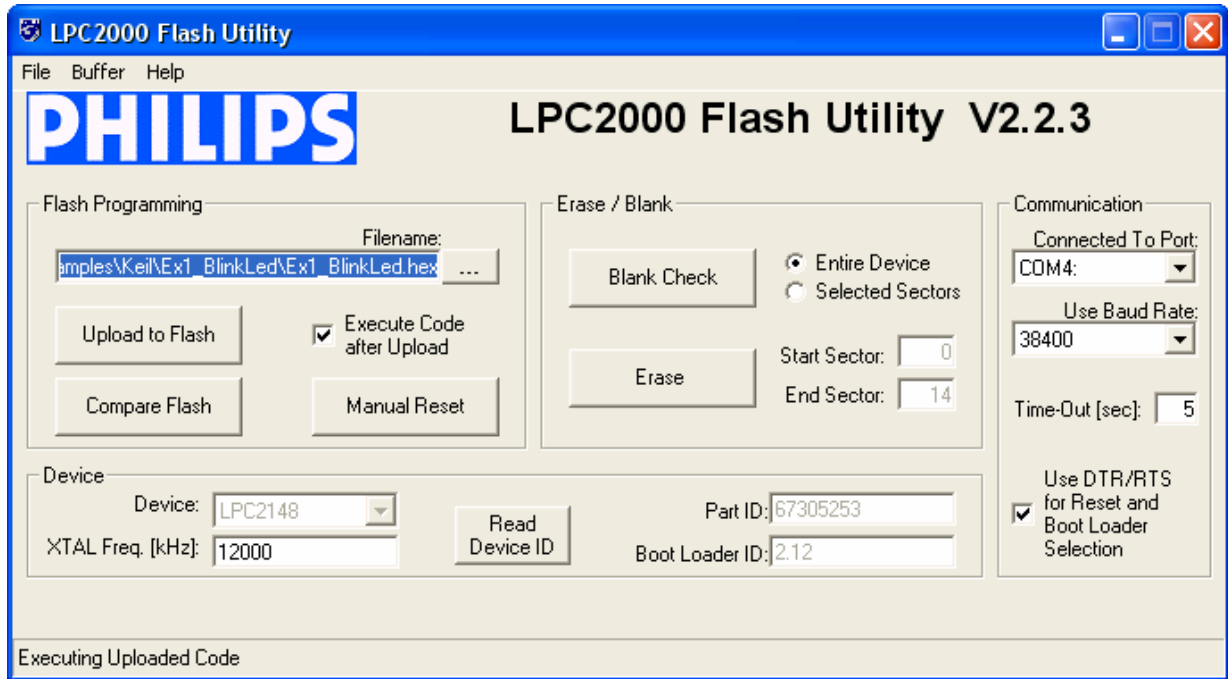 LPC2000 Flash Utility
File Buffer Help
PHILIPS
LPC2000 Flash Utility V2.2.3
Flash Programming
Filename:
amples\Keil\Ex1_BlinkLed\Ex1_BlinkLed.hex
...
Upload to Flash
Execute Code
after Upload
Compare Flash
Manual Reset
Erase / Blank
Blank Check
Entire Device
Selected Sectors
Erase
Start Sector: 0
End Sector: 14
Communication
Connected To Port:
COM4:
Use Baud Rate:
38400
Time-Out [sec]: 5
Use DTR/RTS
for Reset and
Boot Loader
Selection
Device
Device: LPC2148
XTAL Freq. [kHz]: 12000
Read
Device ID
Part ID: 67305253
Boot Loader ID: 2.12
Executing Uploaded Code